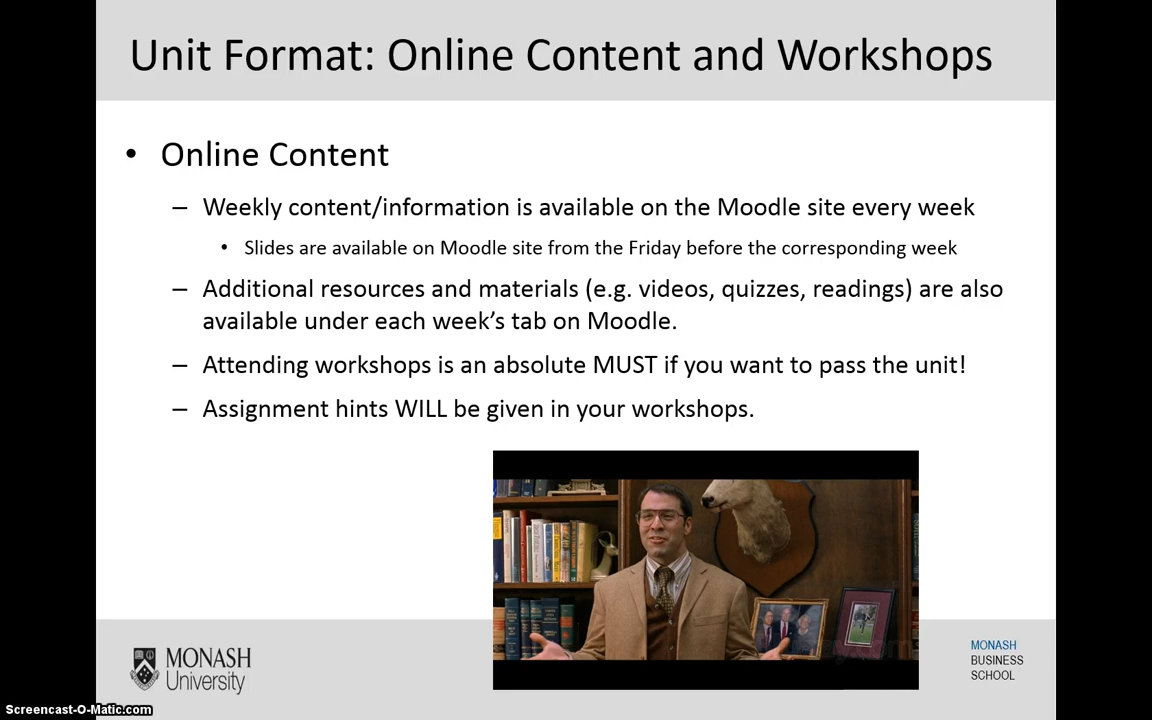 Unit Format: Online Content and Workshops
• Online Content
– Weekly content/information is available on the Moodle site every week
• Slides are available on Moodle site from the Friday before the corresponding week
– Additional resources and materials (e.g. videos, quizzes, readings) are also
available under each week’s tab on Moodle.
– Attending workshops is an absolute MUST if you want to pass the unit!
– Assignment hints WILL be given in your workshops.
MONASH
University
MONASH
BUSINESS
SCHOOL
Screencast-O-Matic.com